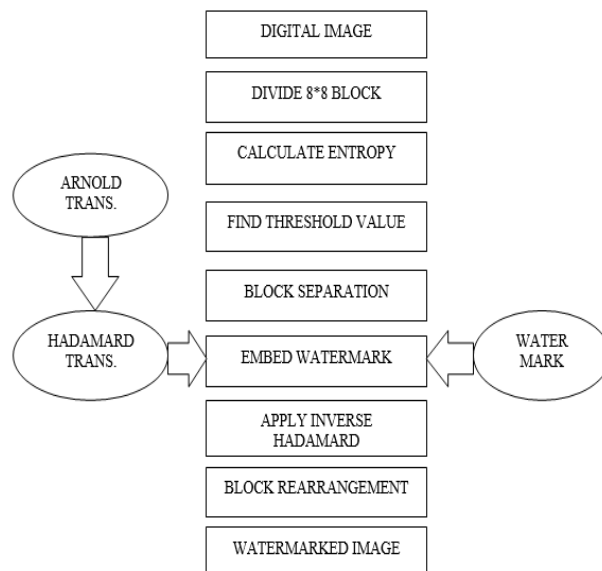 DIGITAL IMAGE
DIVIDE 8*8 BLOCK
CALCULATE ENTROPY
ARNOLD
TRANS.
FIND THRESHOLD VALUE
BLOCK SEPARATION
HADAMARD
TRANS.
EMBED WATERMARK
WATER
MARK
APPLY INVERSE
HADAMARD
BLOCK REARRANGEMENT
WATERMARKED IMAGE